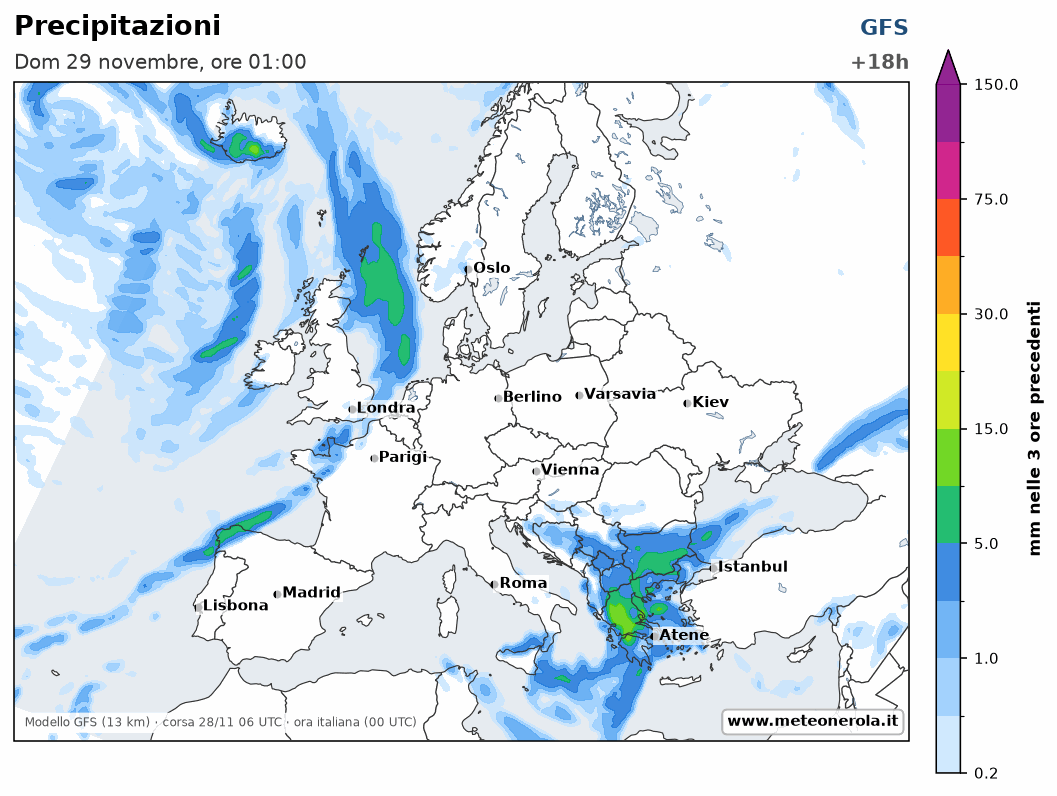 Precipitazioni
GFS
Dom 29 novembre, ore 01:00
+18h
150.0
75.0
30.0
15.0
5.0
1.0
0.2
mm nelle 3 ore precedenti
Oslo
Berlino
Varsavia
Kiev
Londra
Parigi
Vienna
Istanbul
Roma
Madrid
Lisbona
Atene
Modello GFS (13 km) · corsa 28/11 06 UTC · ora italiana (00 UTC)
www.meteonerola.it